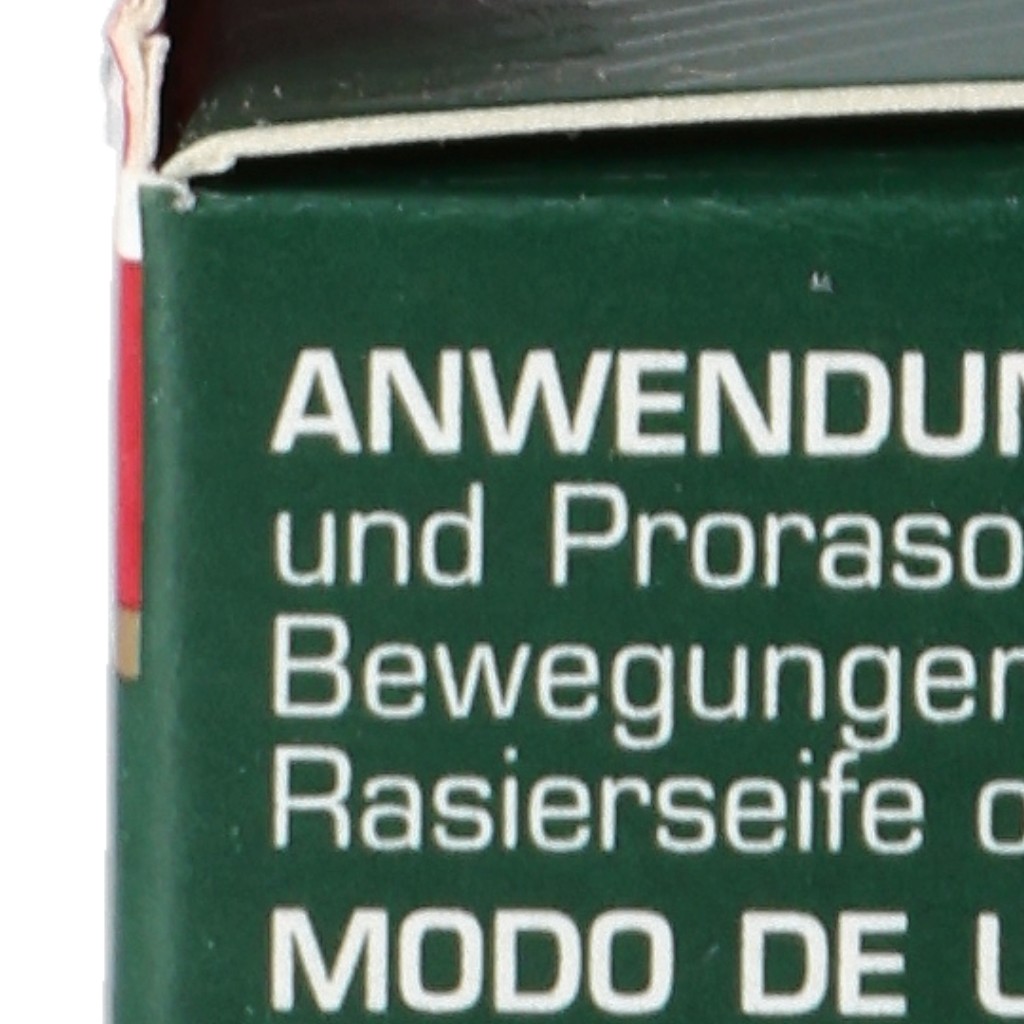 ANWENDUN
und Proraso
Bewegungen
Rasierseife o
MODO DE U